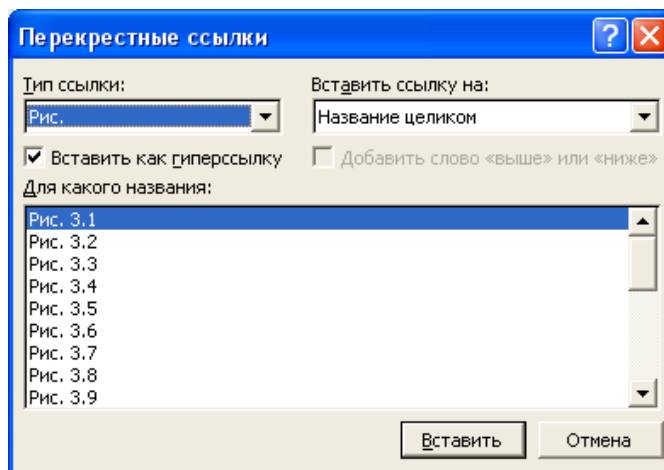 Перекрестные ссылки
Тип ссылки:
Вставить ссылку на:
Рис.
Название целиком
Вставить как гиперссылку
Добавить слово «выше» или «ниже»
Для какого названия:
Рис. 3.1
Рис. 3.2
Рис. 3.3
Рис. 3.4
Рис. 3.5
Рис. 3.6
Рис. 3.7
Рис. 3.8
Рис. 3.9
Вставить
Отмена